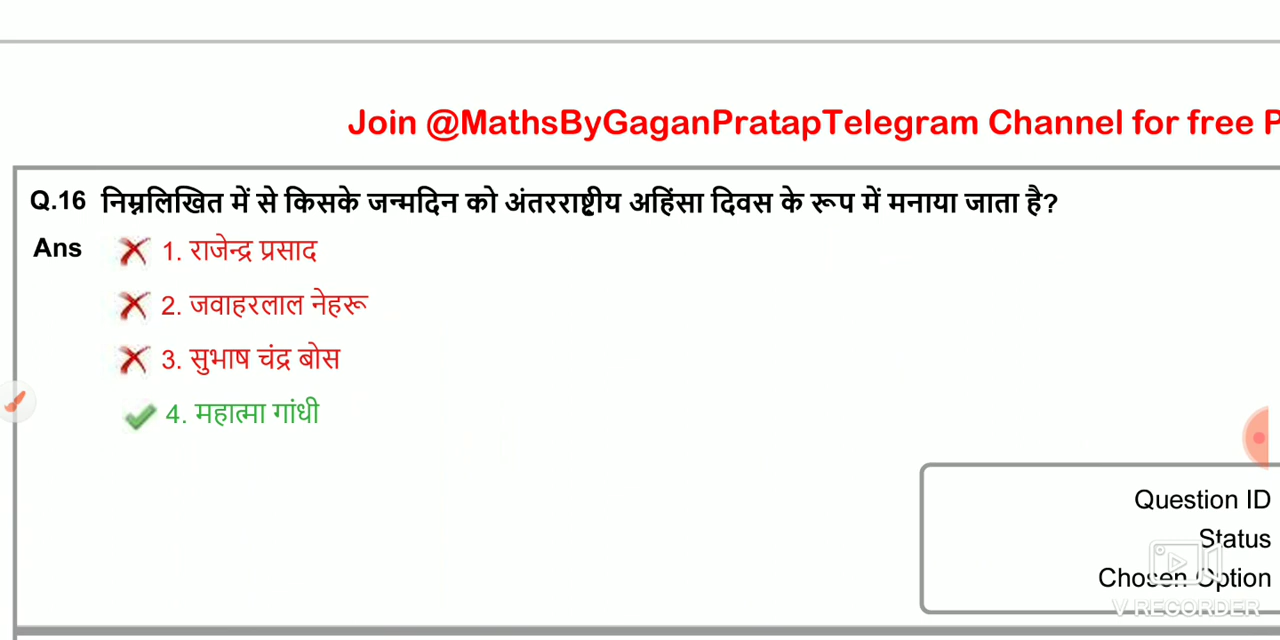 Join @MathsByGaganPratapTelegram Channel for free P
Q.16 निम्नलिखित में से किसके जन्मदिन को अंतरराष्ट्रीय अहिंसा दिवस के रूप में मनाया जाता है?
Ans 1. राजेन्द्र प्रसाद
2. जवाहरलाल नेहरू
3. सुभाष चंद्र बोस
4. महात्मा गांधी
Question ID
Status
Chosen Option
V RECORDER